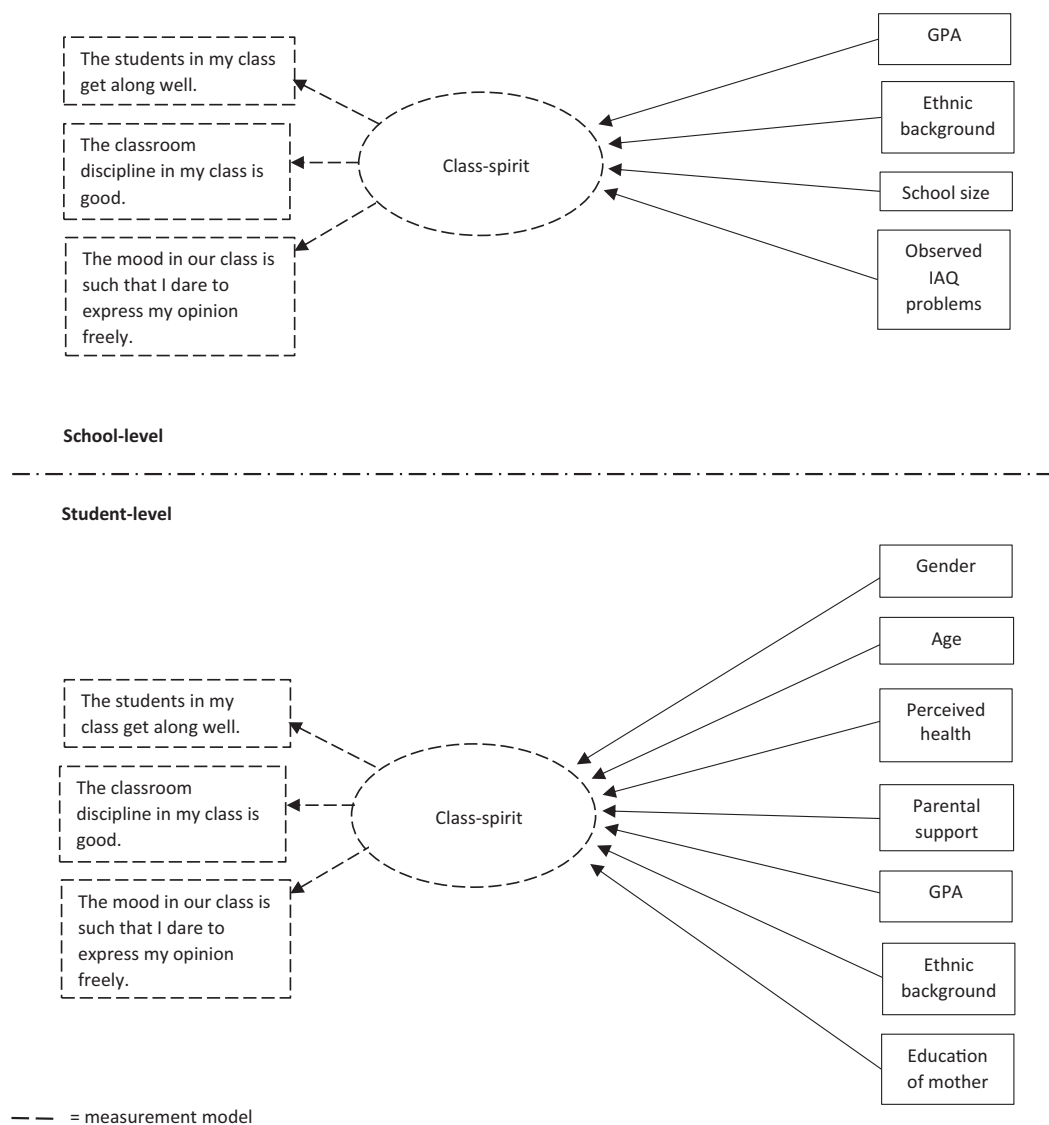 The students in my class
get along well.
The classroom
discipline in my class is
good.
The mood in our class is
such that I dare to
express my opinion
freely.
Class-spirit
GPA
Ethnic
background
School size
Observed
IAQ
problems
School-level
Student-level
The students in my
class get along well.
The classroom
discipline in my class is
good.
The mood in our class is
such that I dare to
express my opinion
freely.
Class-spirit
Gender
Age
Perceived
health
Parental
support
GPA
Ethnic
background
Education
of mother
= measurement model